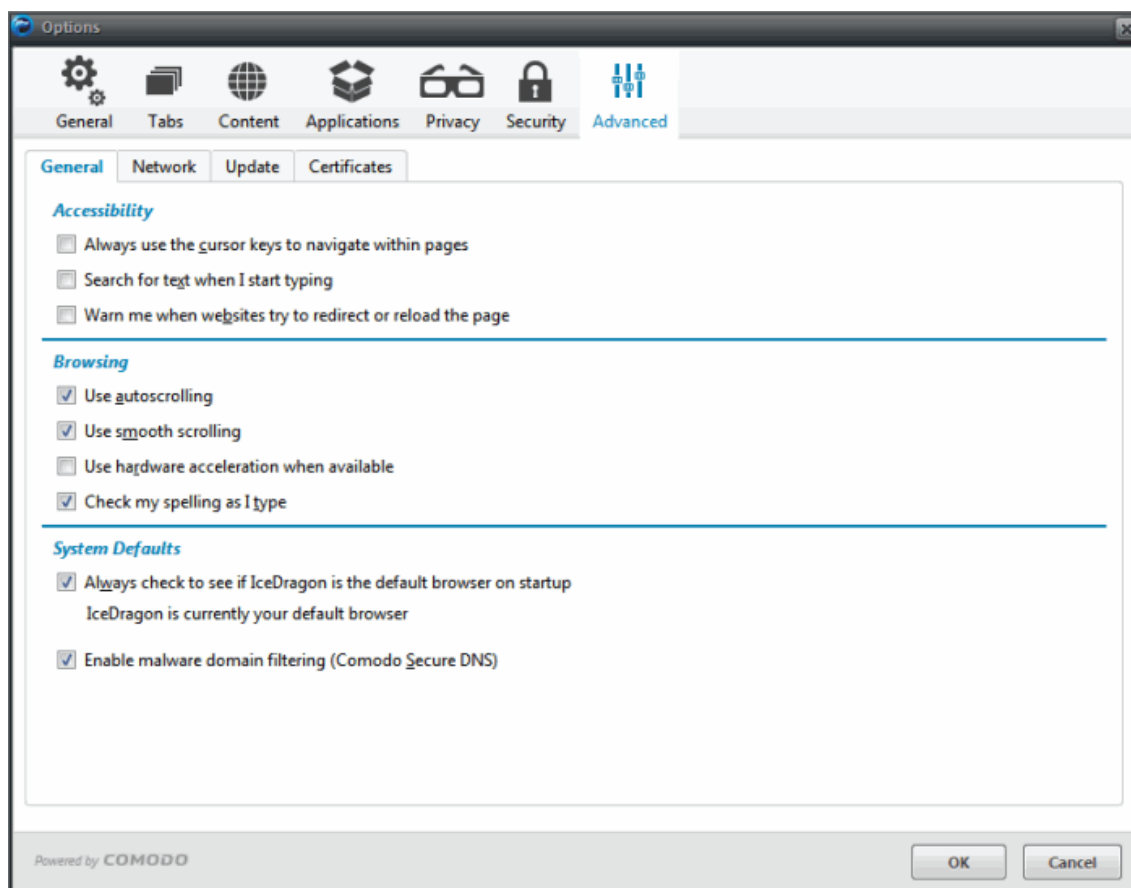 Options
General Tabs Content Applications Privacy Security Advanced
General Network Update Certificates
Accessibility
Always use the cursor keys to navigate within pages
Search for text when I start typing
Warn me when websites try to redirect or reload the page
Browsing
Use autoscrolling
Use smooth scrolling
Use hardware acceleration when available
Check my spelling as I type
System Defaults
Always check to see if IceDragon is the default browser on startup
IceDragon is currently your default browser
Enable malware domain filtering (Comodo Secure DNS)
Powered by COMODO
OK Cancel